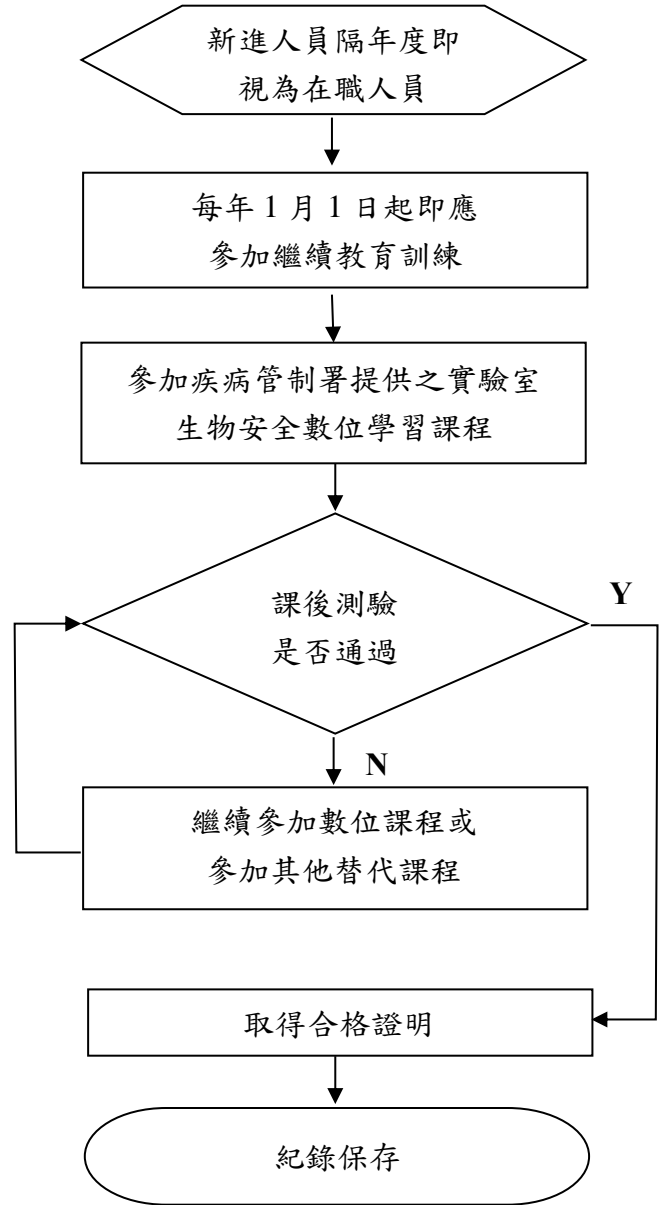 新進人員隔年度即
視為在職人員
每年 1 月 1 日起即應
參加繼續教育訓練
參加疾病管制署提供之實驗室
生物安全數位學習課程
課後測驗
是否通過
Y
N
繼續參加數位課程或
參加其他替代課程
取得合格證明
紀錄保存